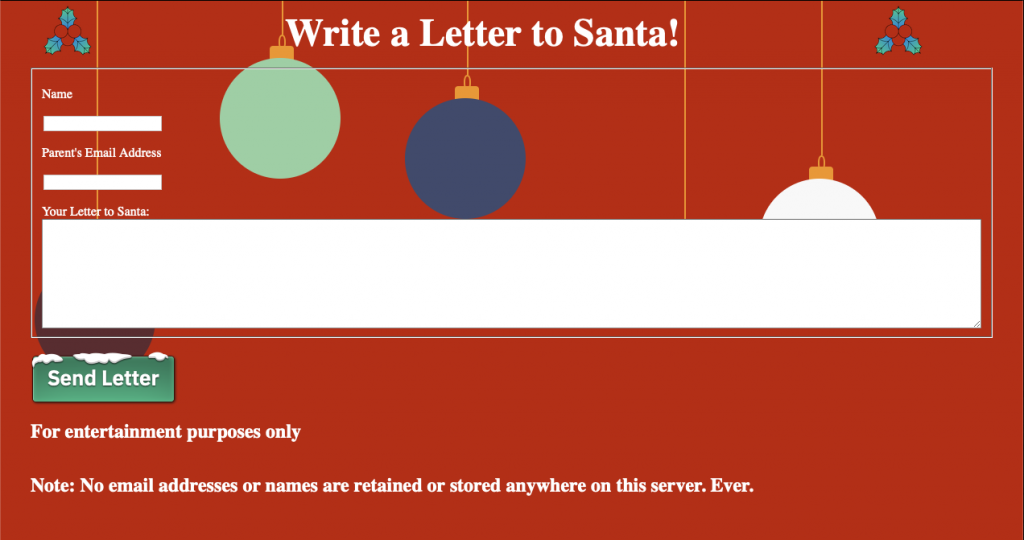 Write a Letter to Santa!
Name
Parent's Email Address
Your Letter to Santa:
Send Letter
For entertainment purposes only
Note: No email addresses or names are retained or stored anywhere on this server. Ever.